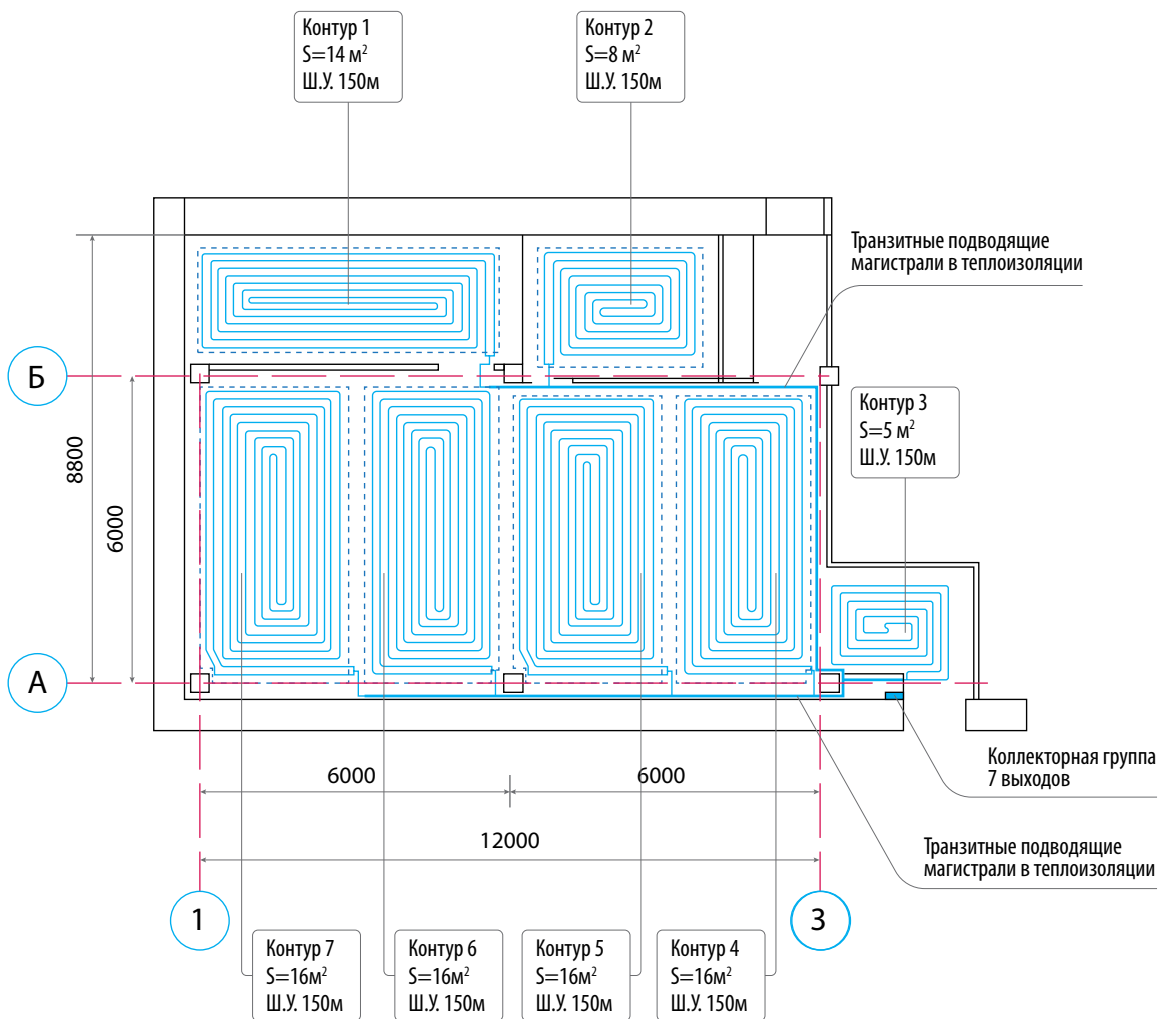 Контур 1
S=14 м²
Ш.У. 150м
Контур 2
S=8 м²
Ш.У. 150м
Транзитные подводящие
магистрали в теплоизоляции
Б
Контур 3
S=5 м²
Ш.У. 150м
8800
6000
А
6000
6000
Коллекторная группа
7 выходов
12000
Транзитные подводящие
магистрали в теплоизоляции
1
3
Контур 7
S=16м²
Ш.У. 150м
Контур 6
S=16м²
Ш.У. 150м
Контур 5
S=16м²
Ш.У. 150м
Контур 4
S=16м²
Ш.У. 150м